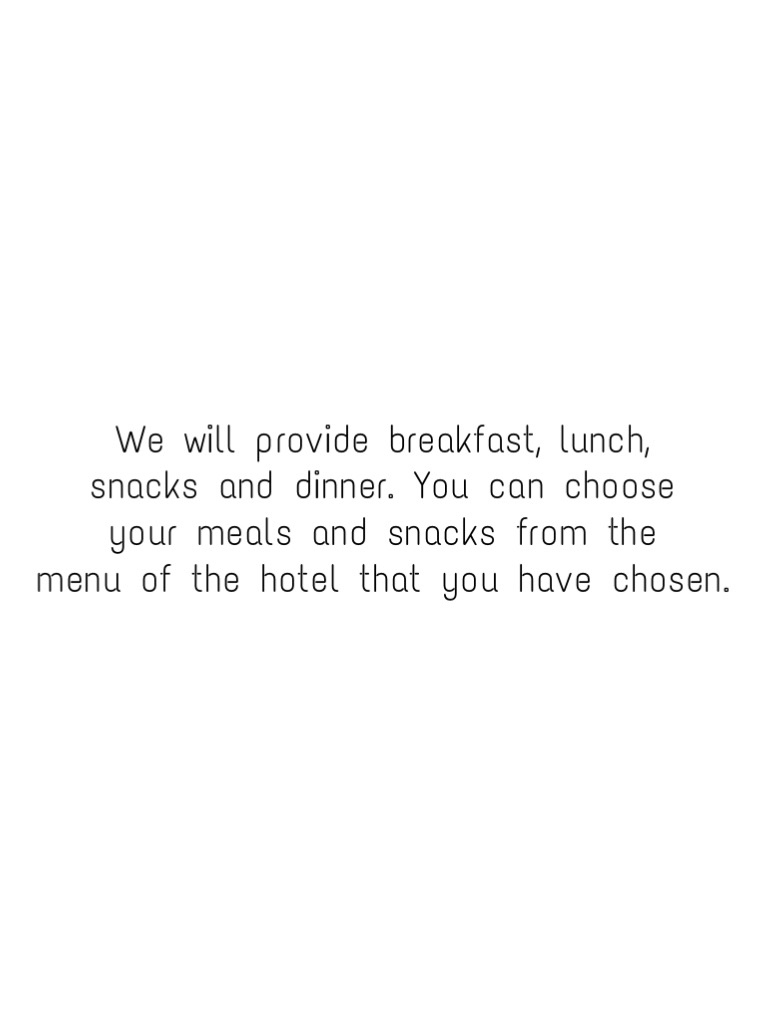 We will provide breakfast, lunch,
snacks and dinner. You can choose
your meals and snacks from the
menu of the hotel that you have chosen.